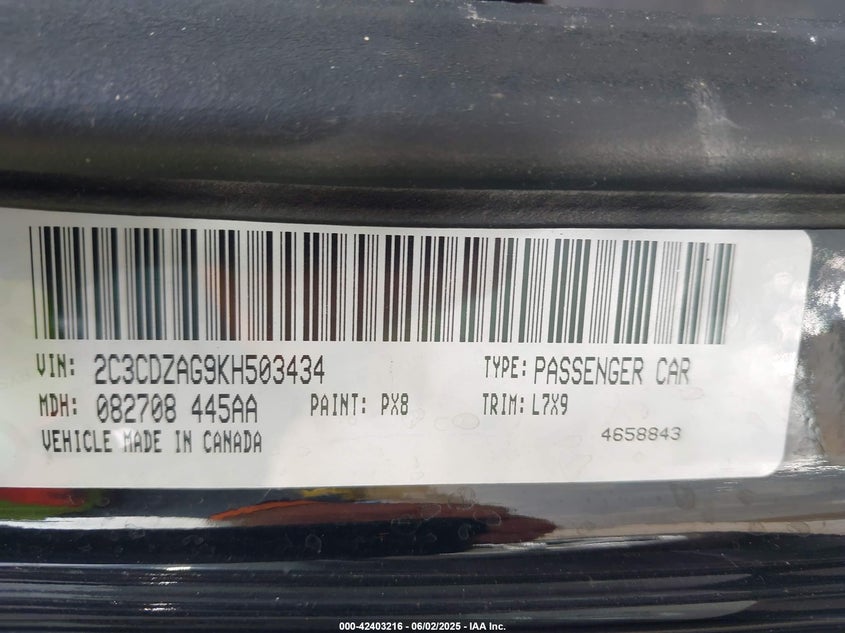 VIN: 2C3CDZAG9KH503434 TYPE: PASSENGER CAR
MDH: 082708 445AA PAINT: PX8 TRIM: L7X9
VEHICLE MADE IN CANADA 4658843
000-42403216 - 06/02/2025 - IAA Inc.